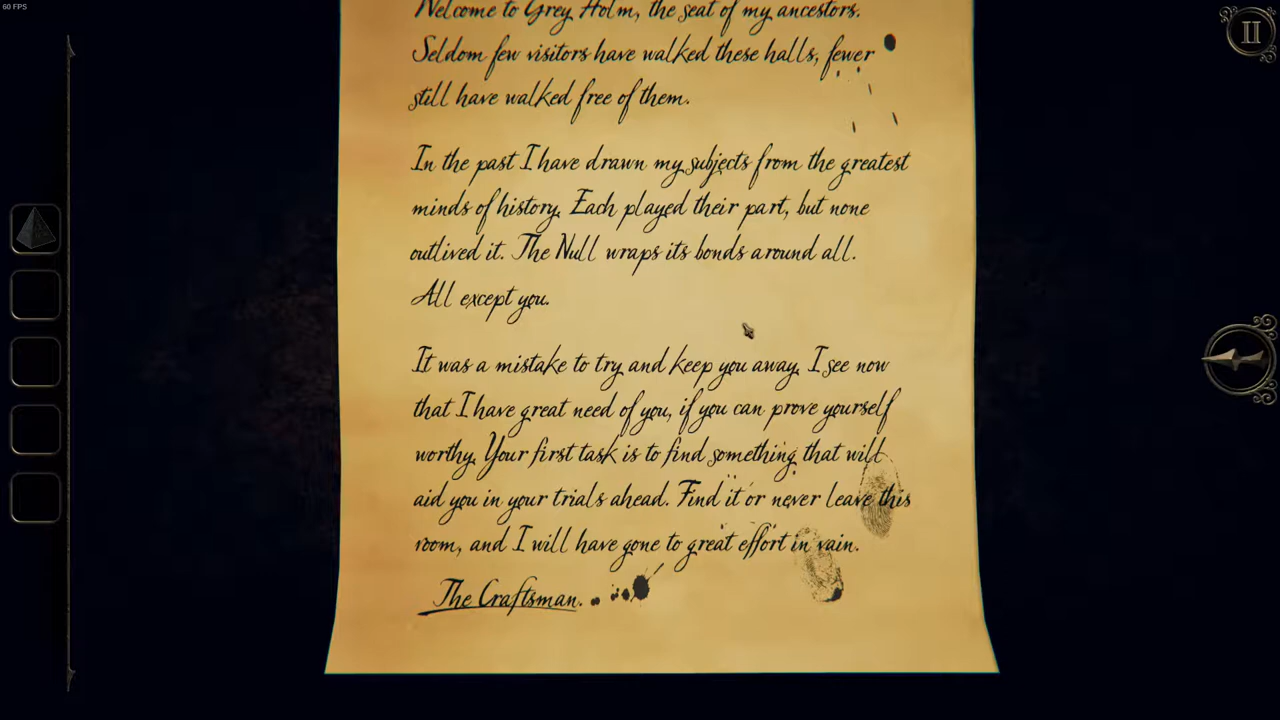 60 FPS
Welcome to Grey Holm, the seat of my ancestors.
Seldom few visitors have walked these halls, fewer
still have walked free of them.
In the past I have drawn my subjects from the greatest
minds of history. Each played their part, but none
outlived it. The Null wraps its bonds around all.
All except you.
It was a mistake to try and keep you away. I see now
that I have great need of you, if you can prove yourself
worthy. Your first task is to find something that will
aid you in your trials ahead. Find it or never leave this
room, and I will have gone to great effort in vain.
The Craftsman.